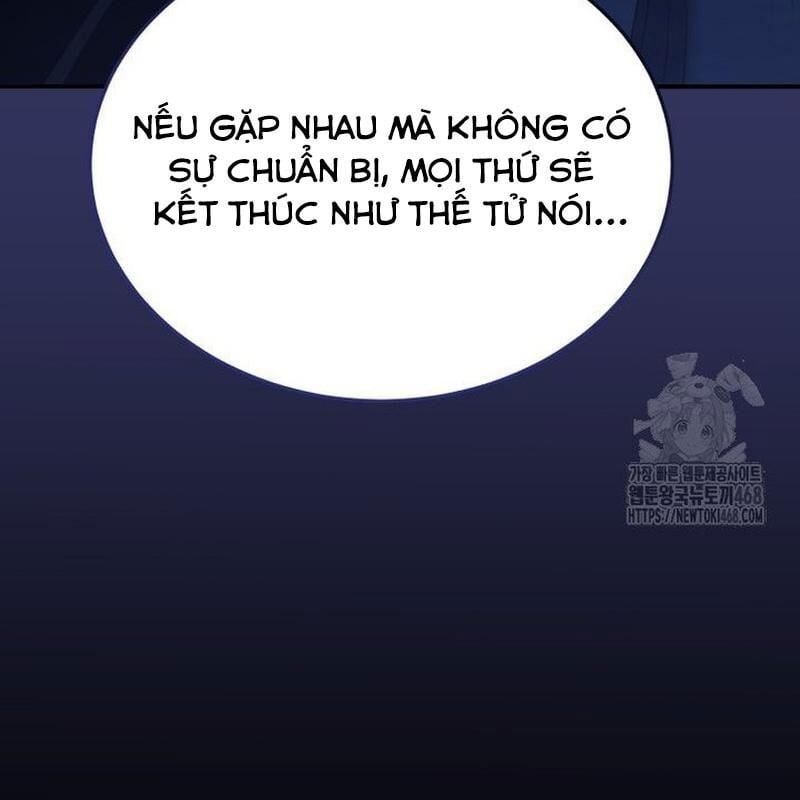 NẾU GẶP NHAU MÀ KHÔNG CÓ
SỰ CHUẨN BỊ, MỌI THỨ SẼ
KẾT THÚC NHƯ THẾ TỬ NÓI...
가장 빠른 웹툰제공사이트
웹툰왕국뉴토끼468
HTTPS://NEWTOKI468.COM